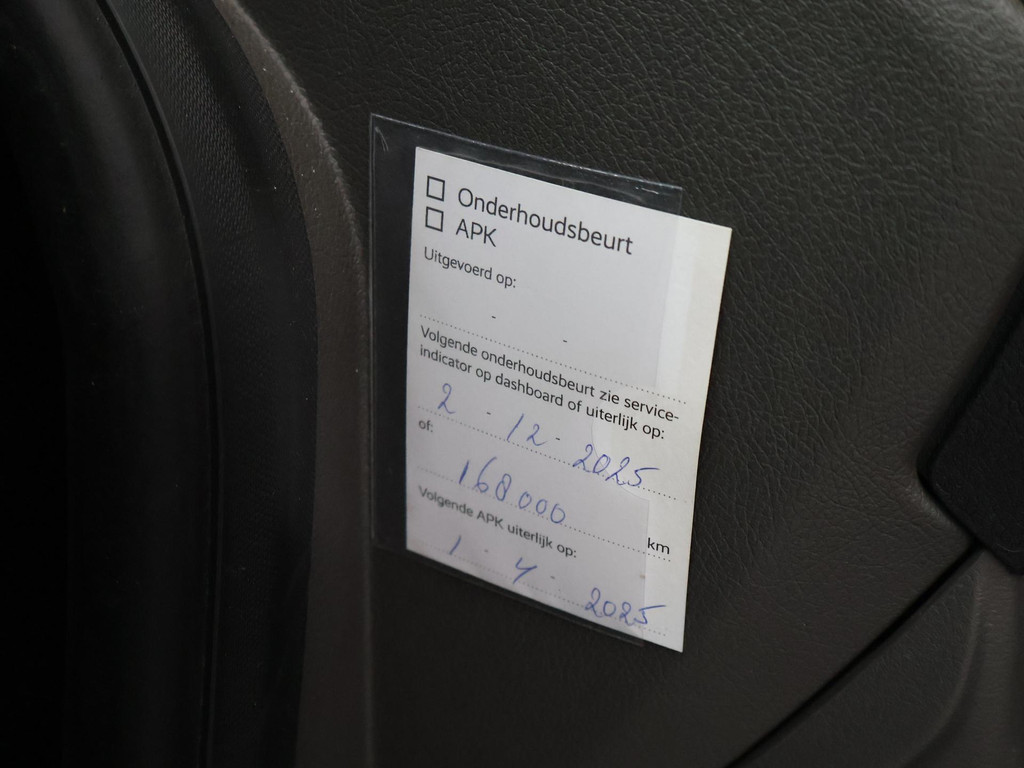 Onderhoudsbeurt
APK
Uitgevoerd op:
- -
Volgende onderhoudsbeurt zie service-
indicator op dashboard of uiterlijk op:
2 - 12 - 2025
of:
168000 km
Volgende APK uiterlijk op:
1 - 4 - 2025